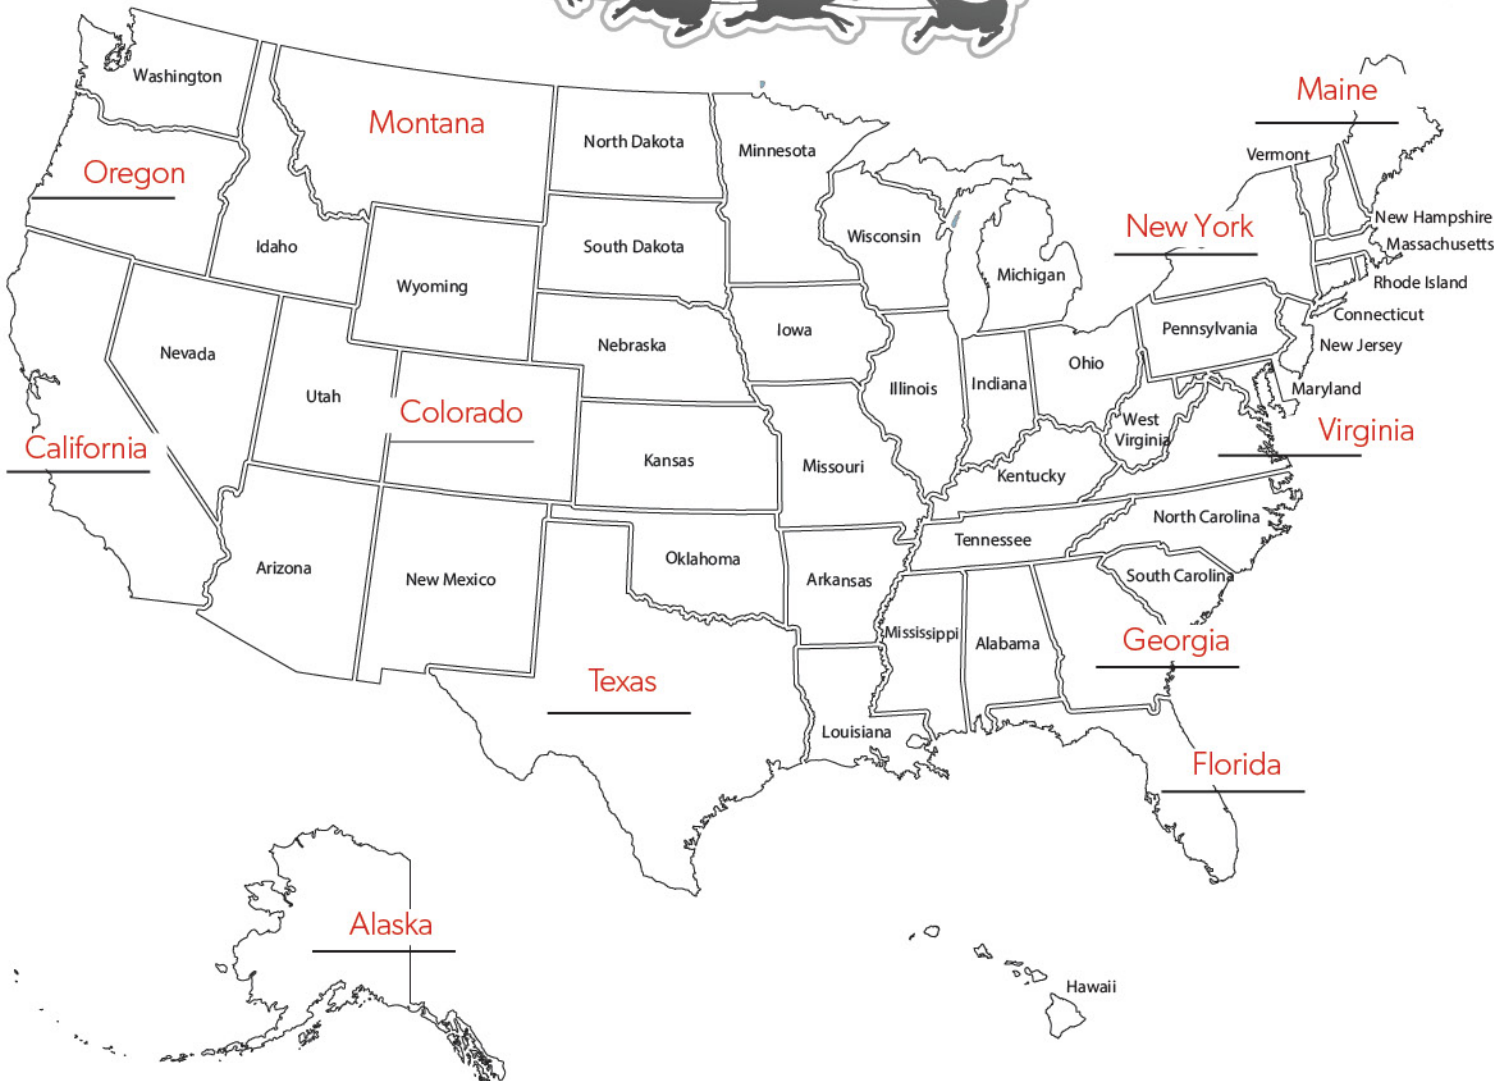 Washington
Montana
Maine
North Dakota
Minnesota
Vermont
Oregon
New Hampshire
New York
Idaho
South Dakota
Wisconsin
Massachusetts
Michigan
Rhode Island
Wyoming
Connecticut
Nevada
Nebraska
Iowa
Pennsylvania
New Jersey
Ohio
Utah
Illinois
Indiana
Maryland
Colorado
West
Virginia
Virginia
California
Kansas
Missouri
Kentucky
North Carolina
Tennessee
Arizona
New Mexico
Oklahoma
Arkansas
South Carolina
Mississippi
Alabama
Georgia
Texas
Louisiana
Florida
Alaska
Hawaii